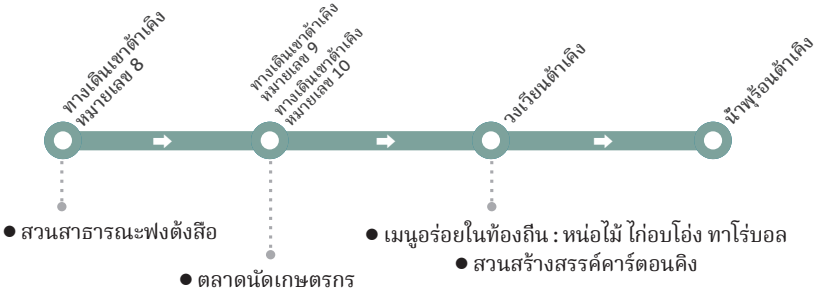 ทางเดินเขาต้าเคิง
หมายเลข 8
ทางเดินเขาต้าเคิง
หมายเลข 9
ทางเดินเขาต้าเคิง
หมายเลข 10
วงเวียนต้าเคิง
น้ำพุร้อนต้าเคิง
● สวนสาธารณะฟงต้งสือ
● ตลาดนัดเกษตรกร
● เมนูอร่อยในท้องถิ่น : หน่อไม้ ไก่อบโอ่ง ทาโร่บอล
● สวนสร้างสรรค์คาร์ตอนคิง